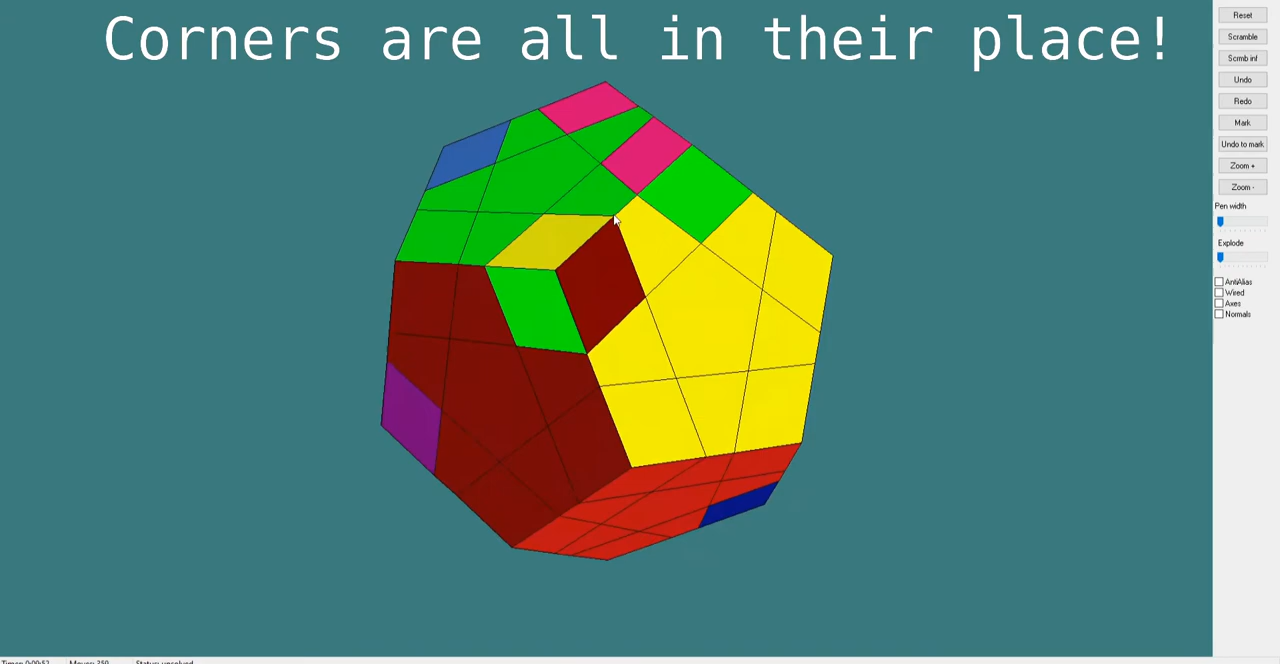 Corners are all in their place!
Reset
Scramble
Scrmb inf
Undo
Redo
Mark
Undo to mark
Zoom +
Zoom -
Pen width
Explode
AntiAlias
Wired
Axes
Normals